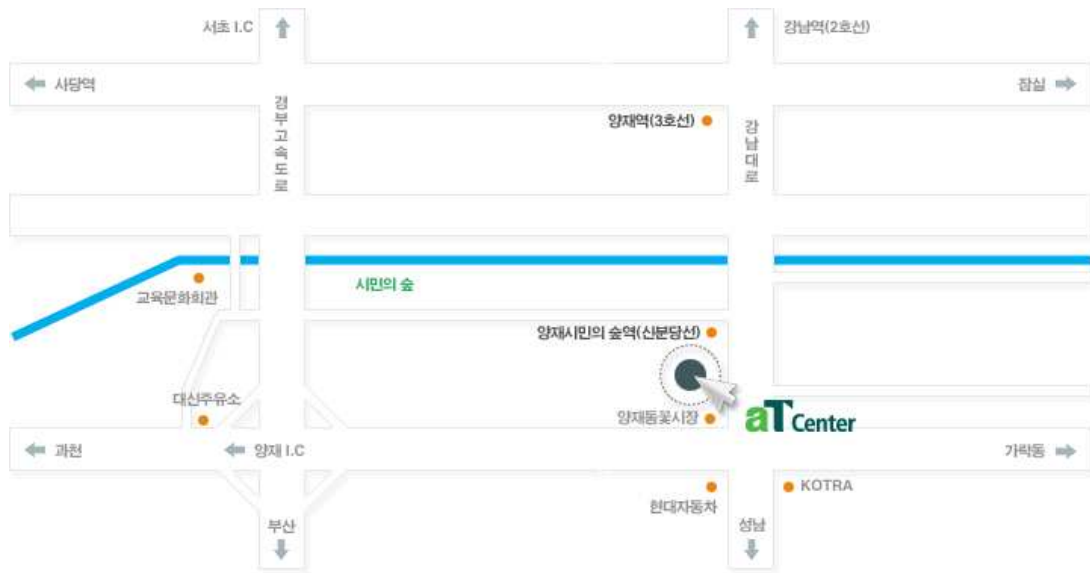 서초 I.C
강남역(2호선)
사당역
잠실
경부고속도로
양재역(3호선)
강남대로
시민의 숲
교육문화회관
양재시민의 숲역(신분당선)
대신주유소
양재동꽃시장
aT Center
과천
양재 I.C
가락동
현대자동차
KOTRA
부산
성남